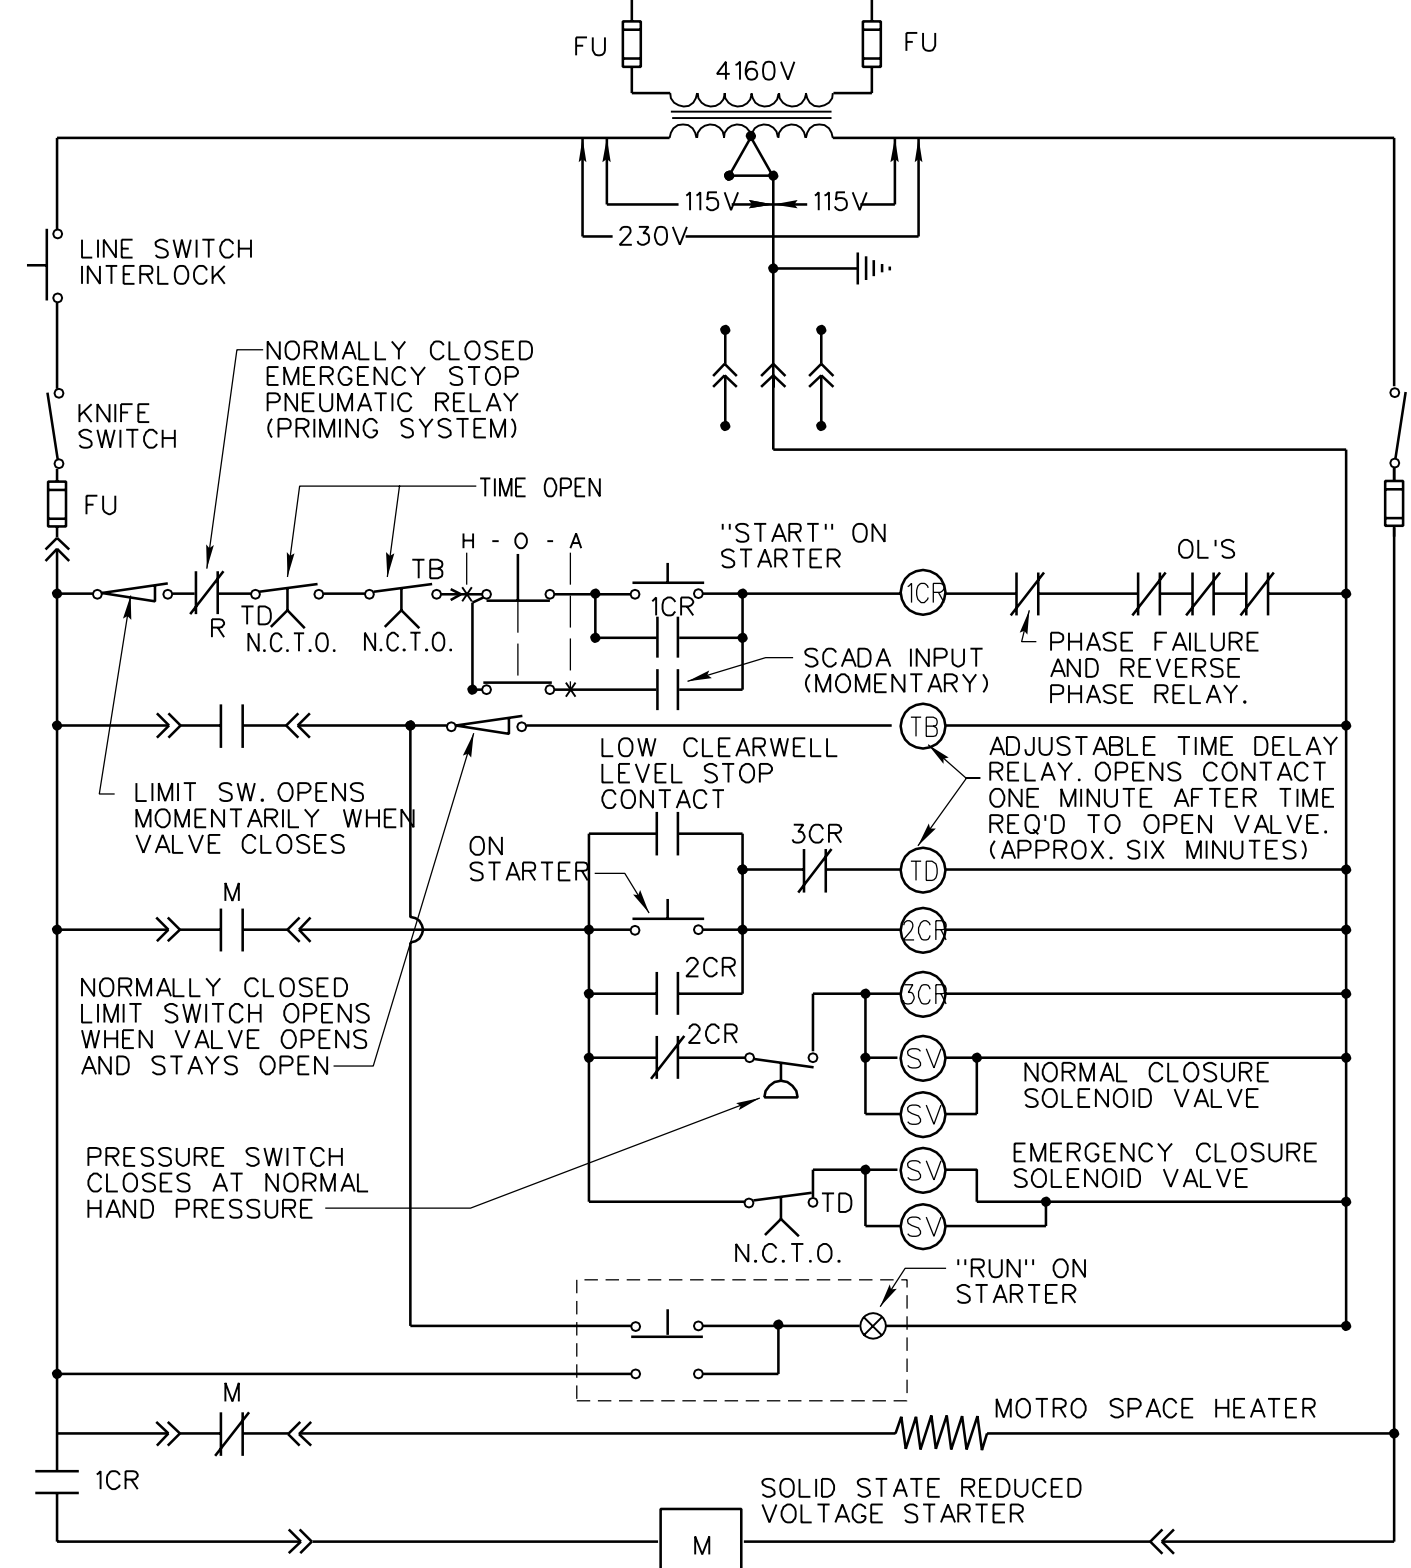 FU
FU
4160V
115V
115V
230V
LINE SWITCH
INTERLOCK
NORMALLY CLOSED
EMERGENCY STOP
PNEUMATIC RELAY
(PRIMING SYSTEM)
KNIFE
SWITCH
FU
TIME OPEN
H - O - A
"START" ON
STARTER
OL'S
TB
1CR
1CR
TD
R
N.C.T.O.
N.C.T.O.
PHASE FAILURE
AND REVERSE
PHASE RELAY.
SCADA INPUT
(MOMENTARY)
TB
LOW CLEARWELL
LEVEL STOP
CONTACT
ADJUSTABLE TIME DELAY
RELAY. OPENS CONTACT
ONE MINUTE AFTER TIME
REQ'D TO OPEN VALVE.
(APPROX. SIX MINUTES)
LIMIT SW. OPENS
MOMENTARILY WHEN
VALVE CLOSES
ON
STARTER
3CR
TD
M
2CR
2CR
NORMALLY CLOSED
LIMIT SWITCH OPENS
WHEN VALVE OPENS
AND STAYS OPEN
3CR
2CR
SV
NORMAL CLOSURE
SOLENOID VALVE
SV
PRESSURE SWITCH
CLOSES AT NORMAL
HAND PRESSURE
EMERGENCY CLOSURE
SOLENOID VALVE
SV
TD
SV
N.C.T.O.
"RUN" ON
STARTER
M
MOTRO SPACE HEATER
1CR
SOLID STATE REDUCED
VOLTAGE STARTER
M